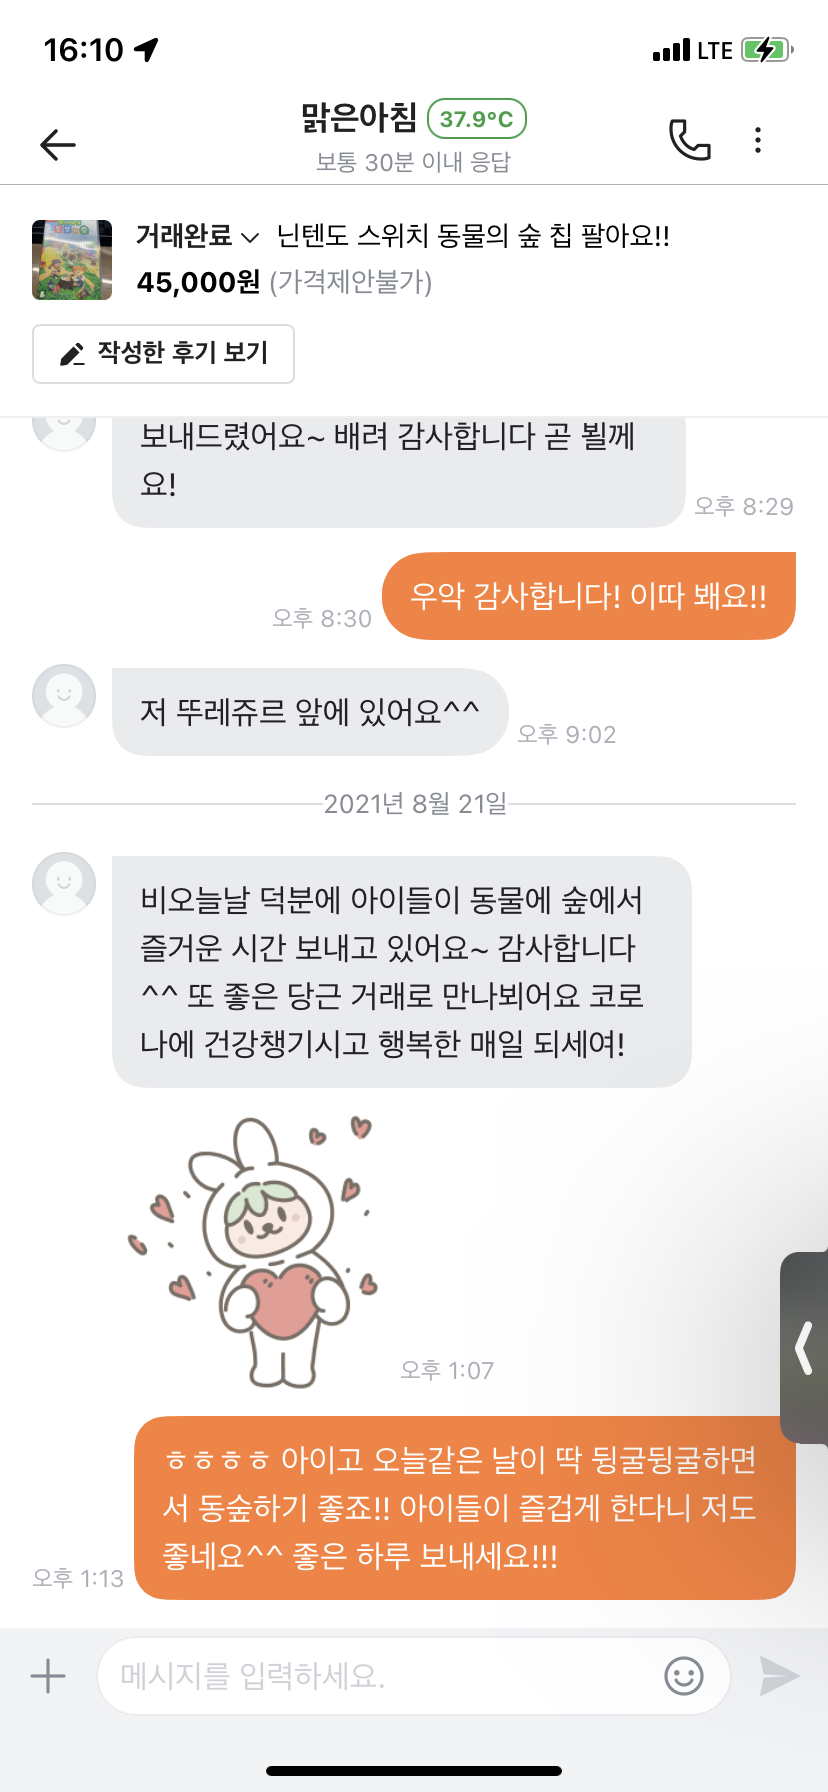 16:10
LTE
맑은아침 37.9°C
보통 30분 이내 응답
거래완료 닌텐도 스위치 동물의 숲 칩 팔아요!!
45,000원 (가격제안불가)
작성한 후기 보기
보내드렸어요~ 배려 감사합니다 곧 뵐께
요!
오후 8:29
우악 감사합니다! 이따 봬요!!
오후 8:30
저 뚜레쥬르 앞에 있어요^^
오후 9:02
2021년 8월 21일
비오늘날 덕분에 아이들이 동물에 숲에서
즐거운 시간 보내고 있어요~ 감사합니다
^^ 또 좋은 당근 거래로 만나뵈어요 코로
나에 건강챙기시고 행복한 매일 되세여!
오후 1:07
ㅎㅎㅎㅎ 아이고 오늘같은 날이 딱 뒹굴뒹굴하면
서 동숲하기 좋죠!! 아이들이 즐겁게 한다니 저도
좋네요^^ 좋은 하루 보내세요!!!
오후 1:13
메시지를 입력하세요.